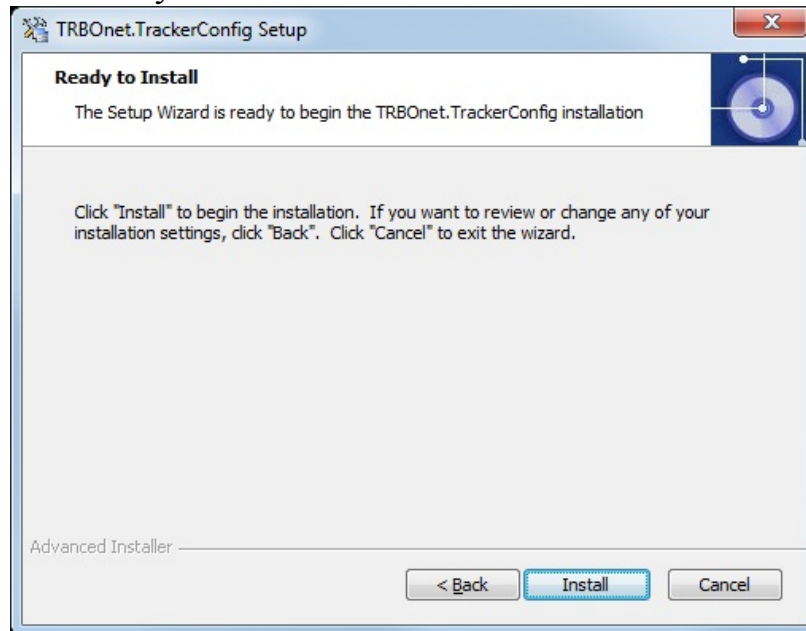 TRBOnet.TrackerConfig Setup
Ready to Install
The Setup Wizard is ready to begin the TRBOnet.TrackerConfig installation
Click "Install" to begin the installation.  If you want to review or change any of your
installation settings, click "Back".  Click "Cancel" to exit the wizard.
Advanced Installer
< Back
Install
Cancel